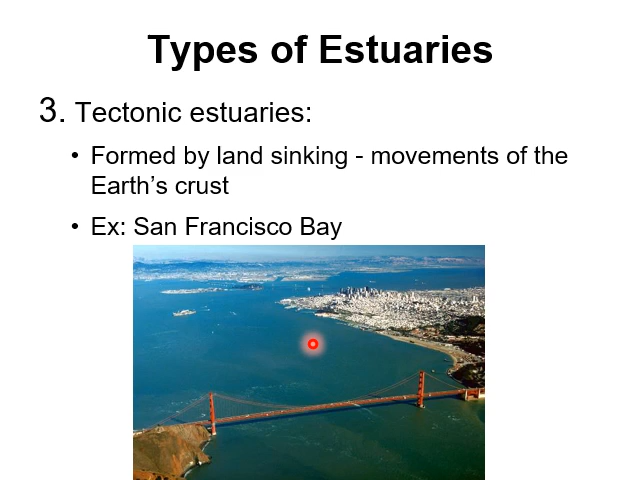 Types of Estuaries
3. Tectonic estuaries:
• Formed by land sinking - movements of the
Earth’s crust
• Ex: San Francisco Bay